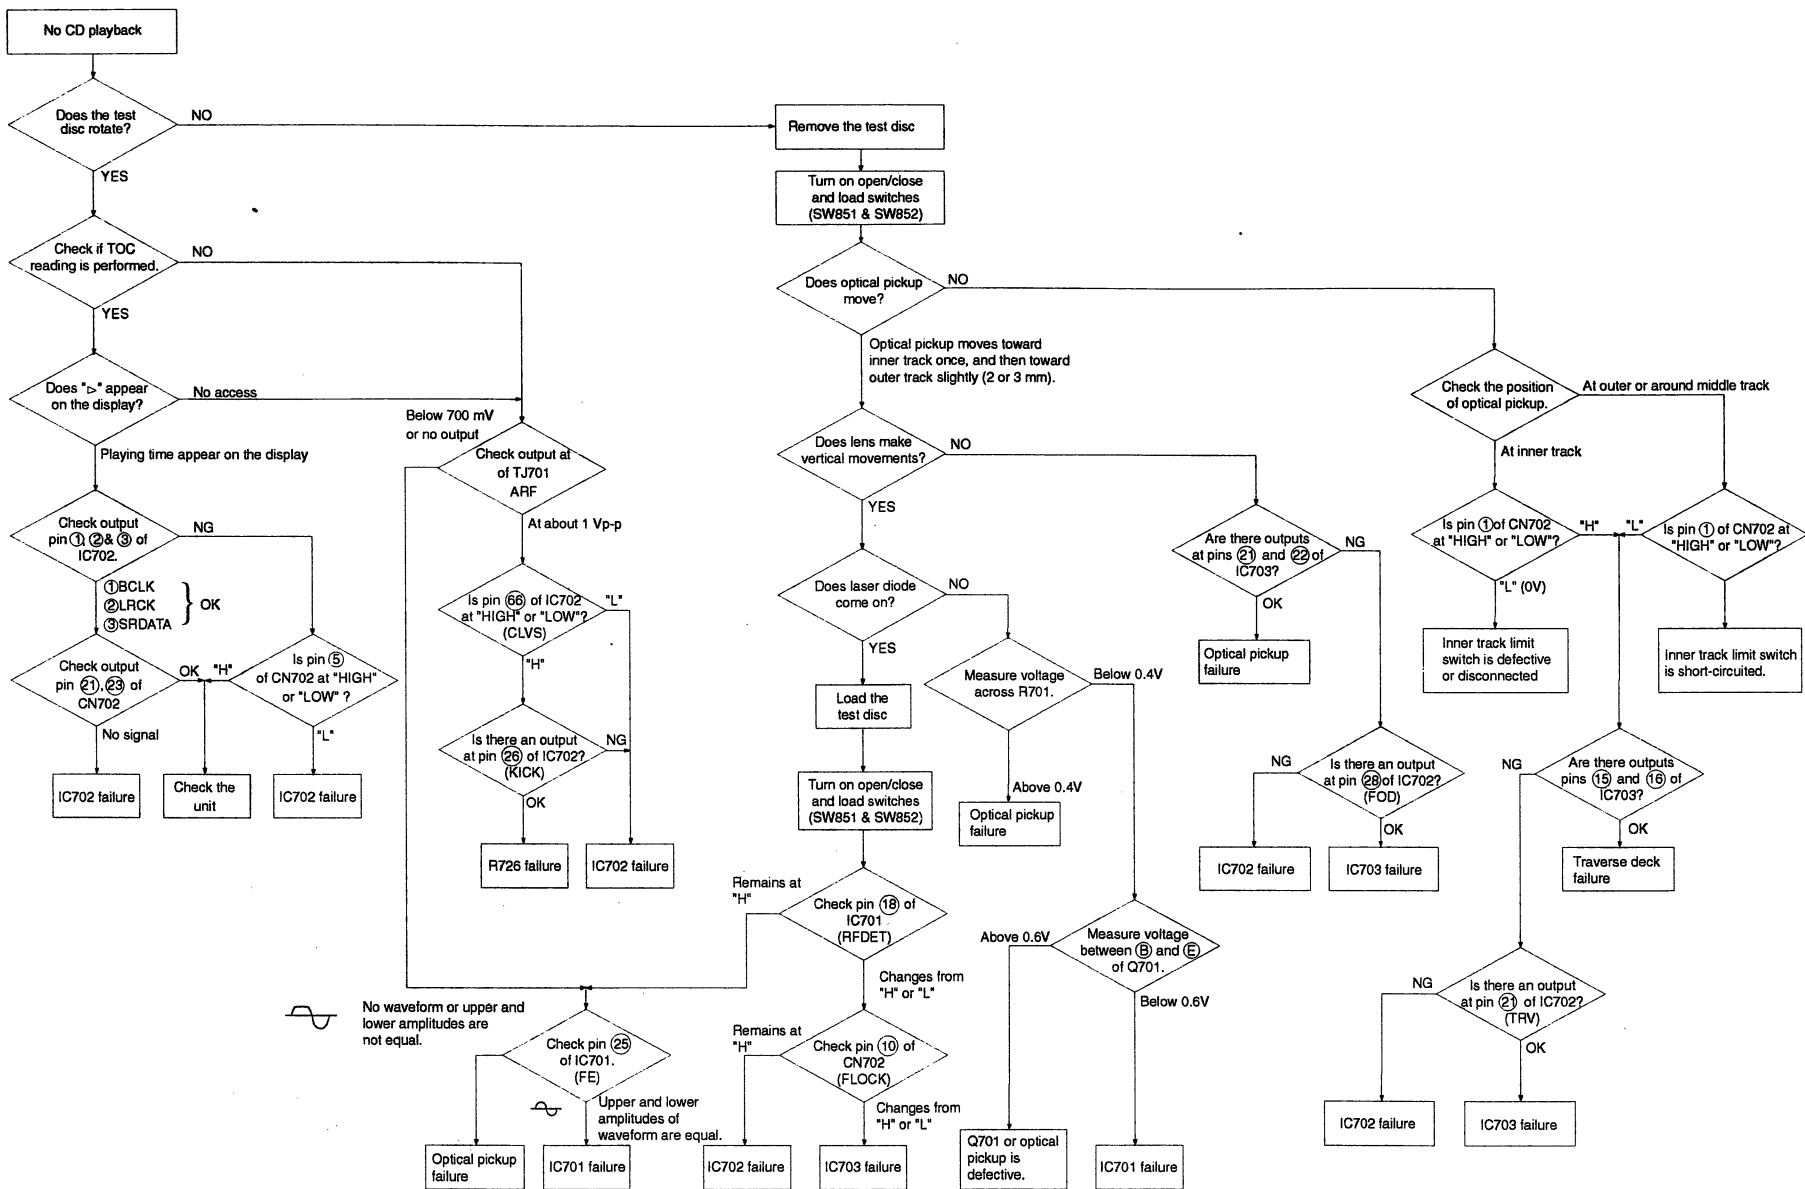 No CD playback
Does the test
disc rotate?
NO
YES
Check if TOC
reading is performed.
NO
YES
Does "▷" appear
on the display?
No access
Playing time appear on the display
Check output
pin ①, ②& ③ of
IC702.
NG
①BCLK
②LRCK
③SRDATA
OK
Check output
pin ㉑, ㉓ of
CN702
OK
"H"
Is pin ⑤
of CN702 at "HIGH"
or "LOW" ?
No signal
"L"
IC702 failure
Check the
unit
IC702 failure
Below 700 mV
or no output
Check output at
of TJ701
ARF
At about 1 Vp-p
Is pin (66) of IC702
at "HIGH" or "LOW"?
(CLVS)
"L"
"H"
Is there an output
at pin ㉖ of IC702?
(KICK)
NG
OK
R726 failure
IC702 failure
Remove the test disc
Turn on open/close
and load switches
(SW851 & SW852)
Does optical pickup
move?
NO
Optical pickup moves toward
inner track once, and then toward
outer track slightly (2 or 3 mm).
Does lens make
vertical movements?
NO
YES
Does laser diode
come on?
NO
YES
Load the
test disc
Turn on open/close
and load switches
(SW851 & SW852)
Measure voltage
across R701.
Below 0.4V
Above 0.4V
Optical pickup
failure
Remains at
"H"
Check pin ⑱ of
IC701
(RFDET)
Changes from
"H" or "L"
Remains at
"H"
Check pin ⑩ of
CN702
(FLOCK)
Changes from
"H" or "L"
IC702 failure
IC703 failure
No waveform or upper and
lower amplitudes are
not equal.
Check pin ㉕
of IC701.
(FE)
Upper and lower
amplitudes of
waveform are equal.
Optical pickup
failure
IC701 failure
Above 0.6V
Measure voltage
between Ⓑ and Ⓔ
of Q701.
Below 0.6V
Q701 or optical
pickup is
defective.
IC701 failure
Are there outputs
at pins ㉑ and ㉒ of
IC703?
NG
OK
Optical pickup
failure
NG
Is there an output
at pin ㉘ of IC702?
(FOD)
OK
IC702 failure
IC703 failure
Check the position
of optical pickup.
At outer or around middle track
At inner track
Is pin ① of CN702
at "HIGH" or "LOW"?
"H"
"L"
Is pin ① of CN702 at
"HIGH" or "LOW"?
"L" (0V)
Inner track limit
switch is defective
or disconnected
Inner track limit switch
is short-circuited.
NG
Are there outputs
pins ⑮ and ⑯ of
IC703?
OK
Traverse deck
failure
NG
Is there an output
at pin ㉑ of IC702?
(TRV)
OK
IC702 failure
IC703 failure